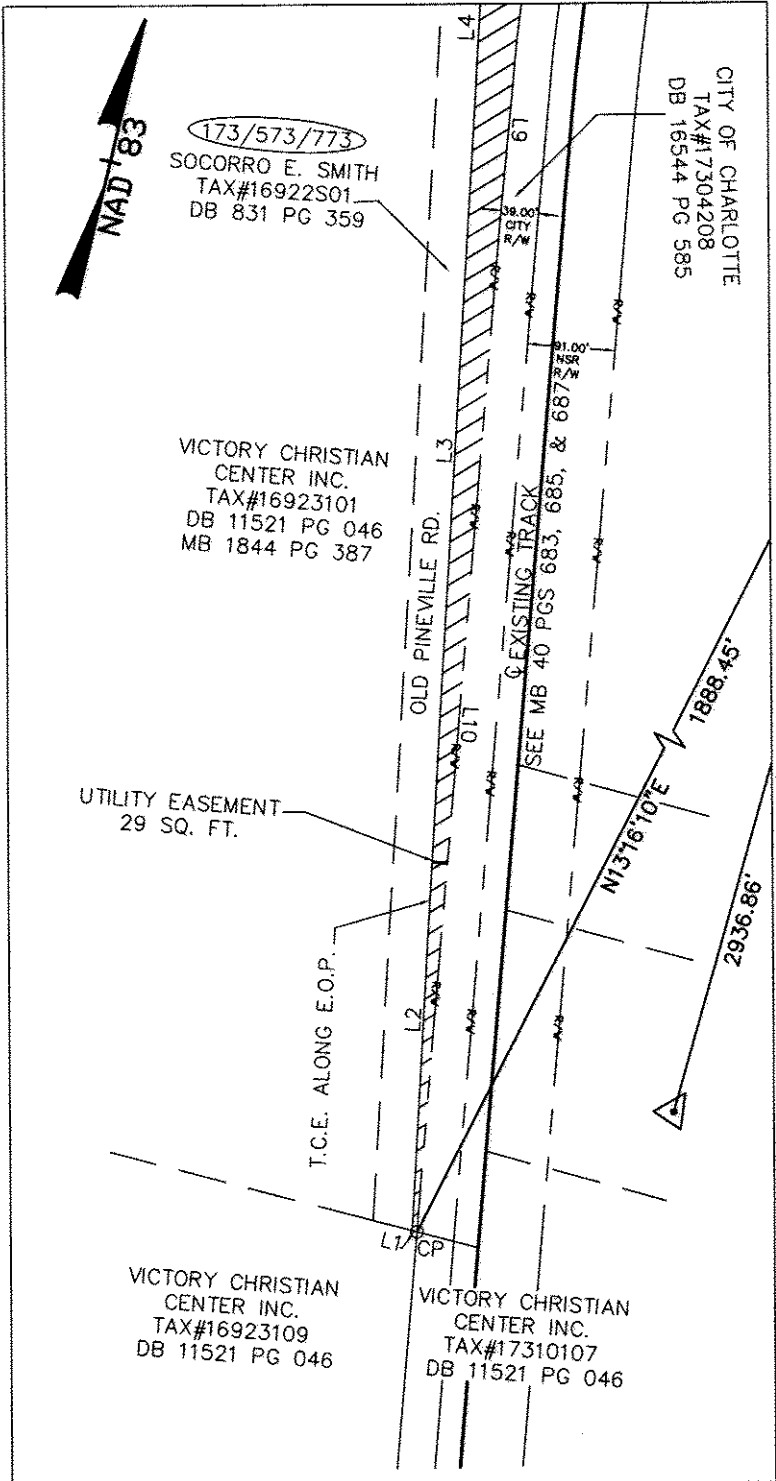 CITY OF CHARLOTTE
TAX#17304208
DB 16544 PG 585
L4
L9
NAD 83
173/573/773
SOCORRO E. SMITH
TAX#16922S01
DB 831 PG 359
39.00'
CITY
R/W
R/W
R/W
R/W
91.00'
NSR
R/W
VICTORY CHRISTIAN
CENTER INC.
TAX#16923101
DB 11521 PG 046
MB 1844 PG 387
L3
OLD PINEVILLE RD.
R/W
R/W
R/W
℄ EXISTING TRACK
SEE MB 40 PGS 683, 685, & 687
L10
R/W
R/W
R/W
1888.45'
N13°16'10"E
2936.86'
UTILITY EASEMENT
29 SQ. FT.
T.C.E. ALONG E.O.P.
L2
R/W
R/W
R/W
L1
CP
VICTORY CHRISTIAN
CENTER INC.
TAX#16923109
DB 11521 PG 046
VICTORY CHRISTIAN
CENTER INC.
TAX#17310107
DB 11521 PG 046